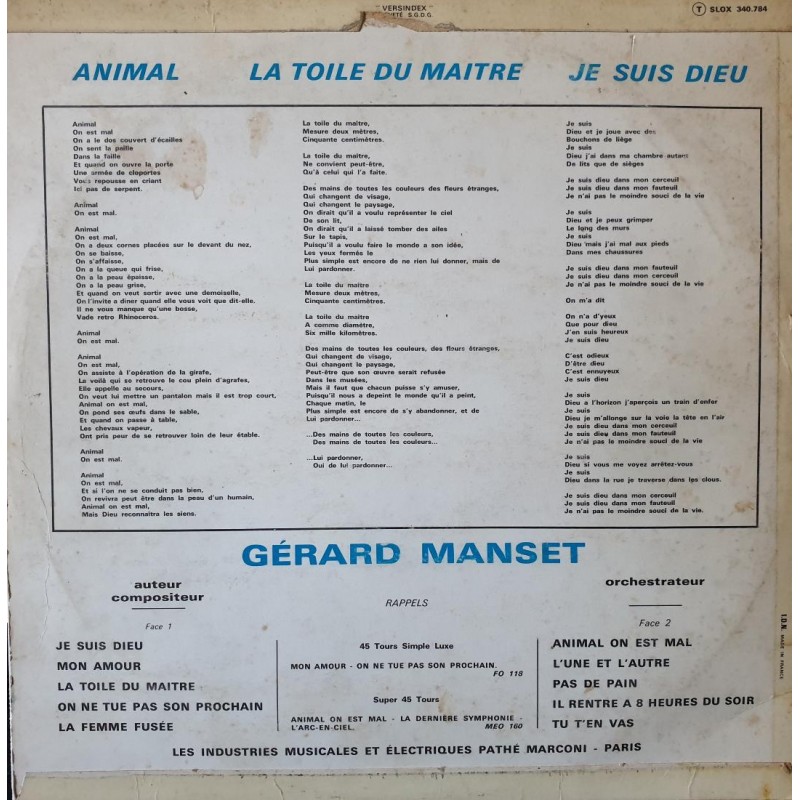 VERSINDEX
BREVETÉ S.G.D.G.
T SLOX 340.784
ANIMAL
LA TOILE DU MAITRE
JE SUIS DIEU
Animal
On est mal
On a le dos couvert d'écailles
On sent la paille
Dans la faille
Et quand on ouvre la porte
Une armée de cloportes
Vous repousse en criant
Ici pas de serpent.
Animal
On est mal.
Animal
On est mal,
On a deux cornes placées sur le devant du nez,
On se baisse,
On s'affaisse,
On a la queue qui frise,
On a la peau épaisse,
On a la peau grise,
Et quand on veut sortir avec une demoiselle,
On l'invite a diner quand elle vous voit que dit-elle.
Il ne vous manque qu'une bosse,
Vade retro Rhinoceros.
Animal
On est mal.
Animal
On est mal,
On assiste à l'opération de la girafe,
La voilà qui se retrouve le cou plein d'agrafes,
Elle appelle au secours,
On veut lui mettre un pantalon mais il est trop court,
Animal on est mal,
On pond ses œufs dans le sable,
Et quand on passe à table,
Les chevaux vapeur,
Ont pris peur de se retrouver loin de leur étable.
Animal
On est mal.
Animal
On est mal,
Et si l'on ne se conduit pas bien,
On revivra peut être dans la peau d'un humain,
Animal on est mal,
Mais Dieu reconnaitra les siens.
La toile du maitre,
Mesure deux mètres,
Cinquante centimètres.
La toile du maitre,
Ne convient peut-être,
Qu'à celui qui l'a faite.
Des mains de toutes les couleurs des fleurs étranges,
Qui changent de visage,
Qui changent le paysage,
On dirait qu'il a voulu représenter le ciel
De son lit,
On dirait qu'il a laissé tomber des ailes
Sur le tapis,
Puisqu'il a voulu faire le monde a son idée,
Les yeux fermés le
Plus simple est encore de ne rien lui donner, mais de
Lui pardonner.
La toile du maitre
Mesure deux mètres,
Cinquante centimètres.
La toile du maitre
A comme diamètre,
Six mille kilomètres.
Des mains de toutes les couleurs, des flours étranges,
Qui changent de visage,
Qui changent le paysage,
Peut-être que son œuvre serait refusée
Dans les musées,
Mais il faut que chacun puisse s'y amuser,
Puisqu'il nous a depeint le monde qu'il a peint,
Chaque matin, le
Plus simple est encore de s'y abandonner, et de
Lui pardonner...
...Des mains de toutes les couleurs,
Des mains de toutes les couleurs...
...Lui pardonner,
Oui de lui pardonner...
Je suis
Dieu et je joue avec des
Bouchons de liège
Je suis
Dieu j'ai dans ma chambre autant
De lits que de sièges
Je suis dieu dans mon cerceuil
Je suis dieu dans mon fauteuil
Je n'ai pas le moindre souci de la vie
Je suis
Dieu et je peux grimper
Le long des murs
Je suis
Dieu mais j'ai mal aux pieds
Dans mes chaussures
Je suis dieu dans mon fauteuil
Je suis dieu dans mon cerceuil
Je n'ai pas le moindre souci de la vie
On m'a dit
On n'a d'yeux
Que pour dieu
J'en suis heureux
Je suis dieu
C'est odieux
D'être dieu
C'est ennuyeux
Je suis dieu
Je suis
Dieu a l'horizon j'aperçois un train d'enfer
Je suis
Dieu je m'allonge sur la voie la tête en l'air
Je suis dieu dans mon cerceuil
Je suis dieu dans mon fauteuil
Je n'ai pas le moindre souci de la vie
Je suis
Dieu si vous me voyez arrêtez-vous
Je suis
Dieu dans la rue je traverse dans les clous.
Je suis dieu dans mon cerceuil
Je suis dieu dans mon fauteuil
Je n'ai pas le moindre souci de la vie.
GÉRARD MANSET
auteur
compositeur
RAPPELS
orchestrateur
Face 1
JE SUIS DIEU
MON AMOUR
LA TOILE DU MAITRE
ON NE TUE PAS SON PROCHAIN
LA FEMME FUSÉE
45 Tours Simple Luxe
MON AMOUR - ON NE TUE PAS SON PROCHAIN.
FO 118
Super 45 Tours
ANIMAL ON EST MAL - LA DERNIÈRE SYMPHONIE -
L'ARC-EN-CIEL.
MEO 160
Face 2
ANIMAL ON EST MAL
L'UNE ET L'AUTRE
PAS DE PAIN
IL RENTRE A 8 HEURES DU SOIR
TU T'EN VAS
LES INDUSTRIES MUSICALES ET ÉLECTRIQUES PATHÉ MARCONI - PARIS
I.D.N. MADE IN FRANCE